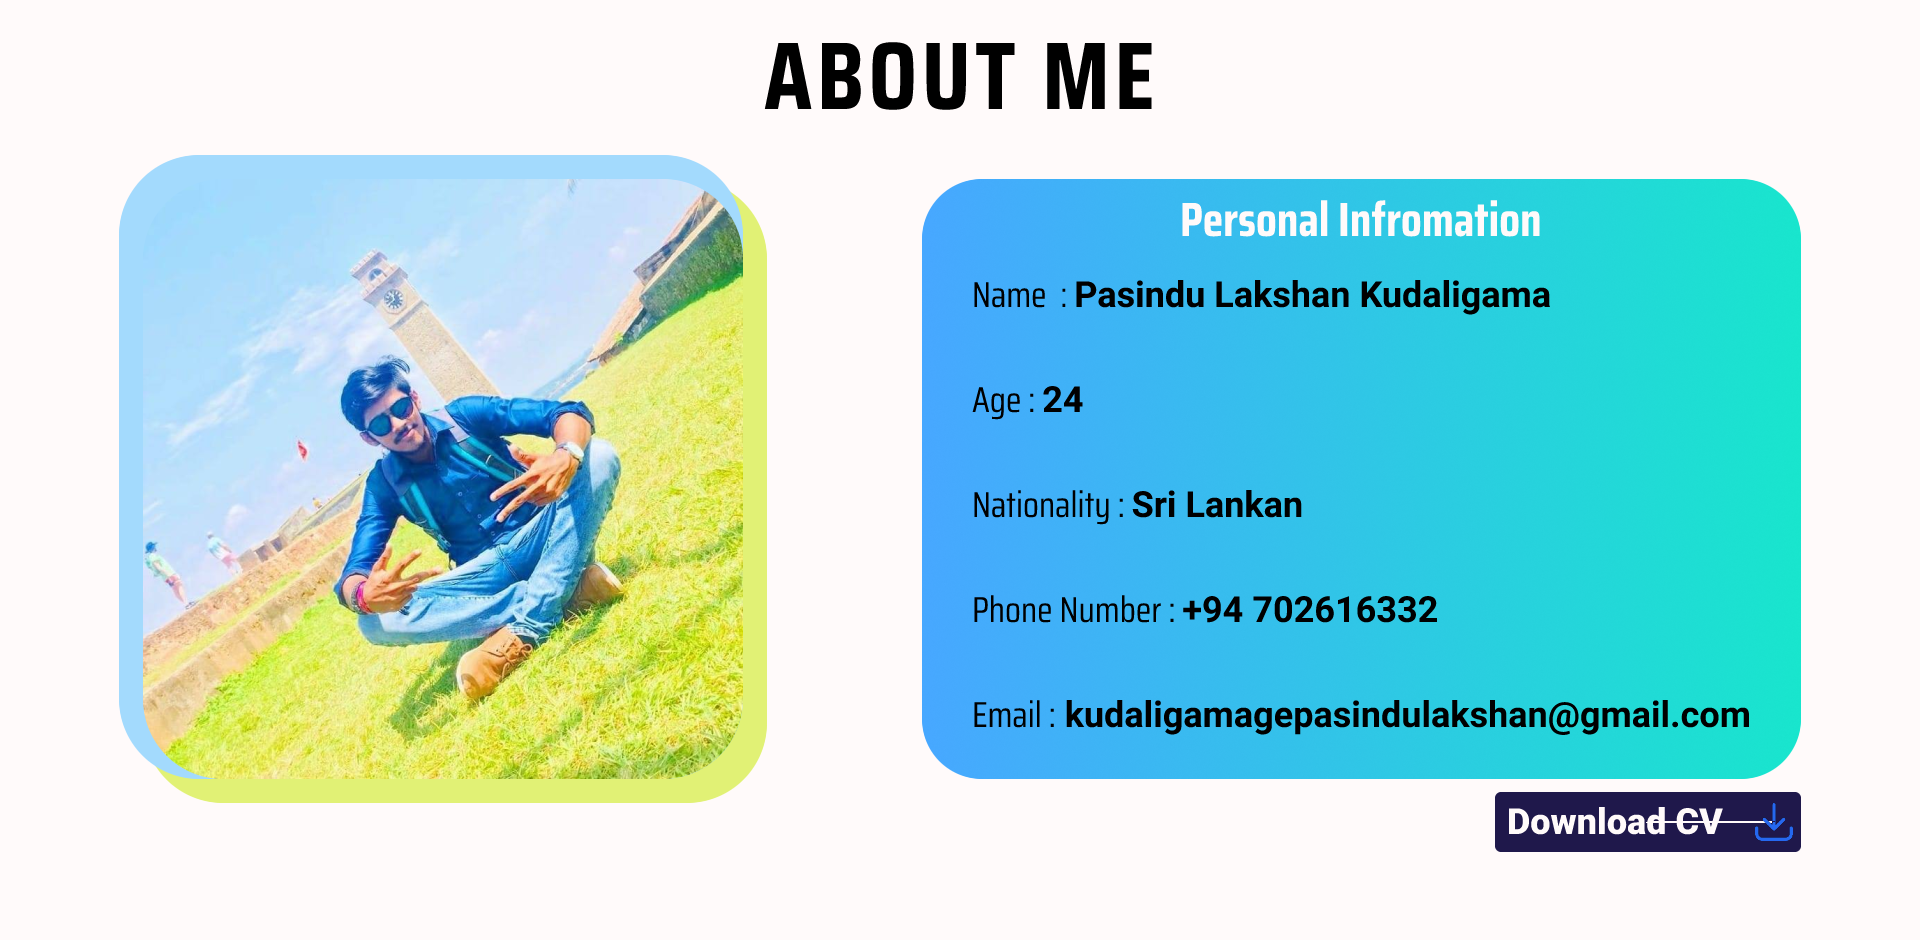 ABOUT ME
Personal Infromation
Name : Pasindu Lakshan Kudaligama
Age : 24
Nationality : Sri Lankan
Phone Number : +94 702616332
Email : kudaligamagepasindulakshan@gmail.com
Download CV